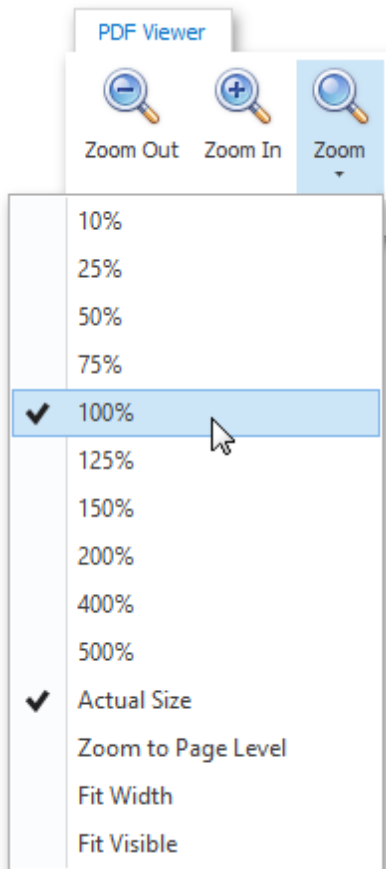 PDF Viewer
Zoom Out Zoom In Zoom
10%
25%
50%
75%
100%
125%
150%
200%
400%
500%
Actual Size
Zoom to Page Level
Fit Width
Fit Visible